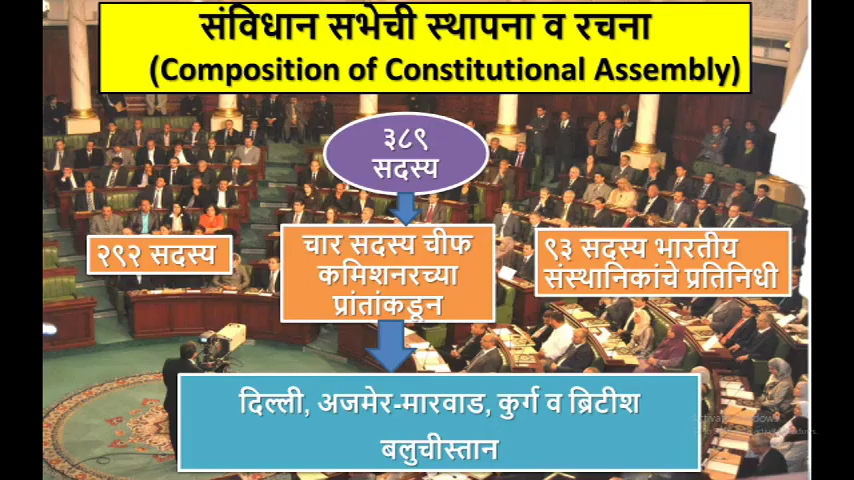 संविधान सभेची स्थापना व रचना
(Composition of Constitutional Assembly)
३८९
सदस्य
२९२ सदस्य
चार सदस्य चीफ
कमिशनरच्या
प्रांतांकडून
९३ सदस्य भारतीय
संस्थानिकांचे प्रतिनिधी
दिल्ली, अजमेर-मारवाड, कुर्ग व ब्रिटीश
बलुचीस्तान